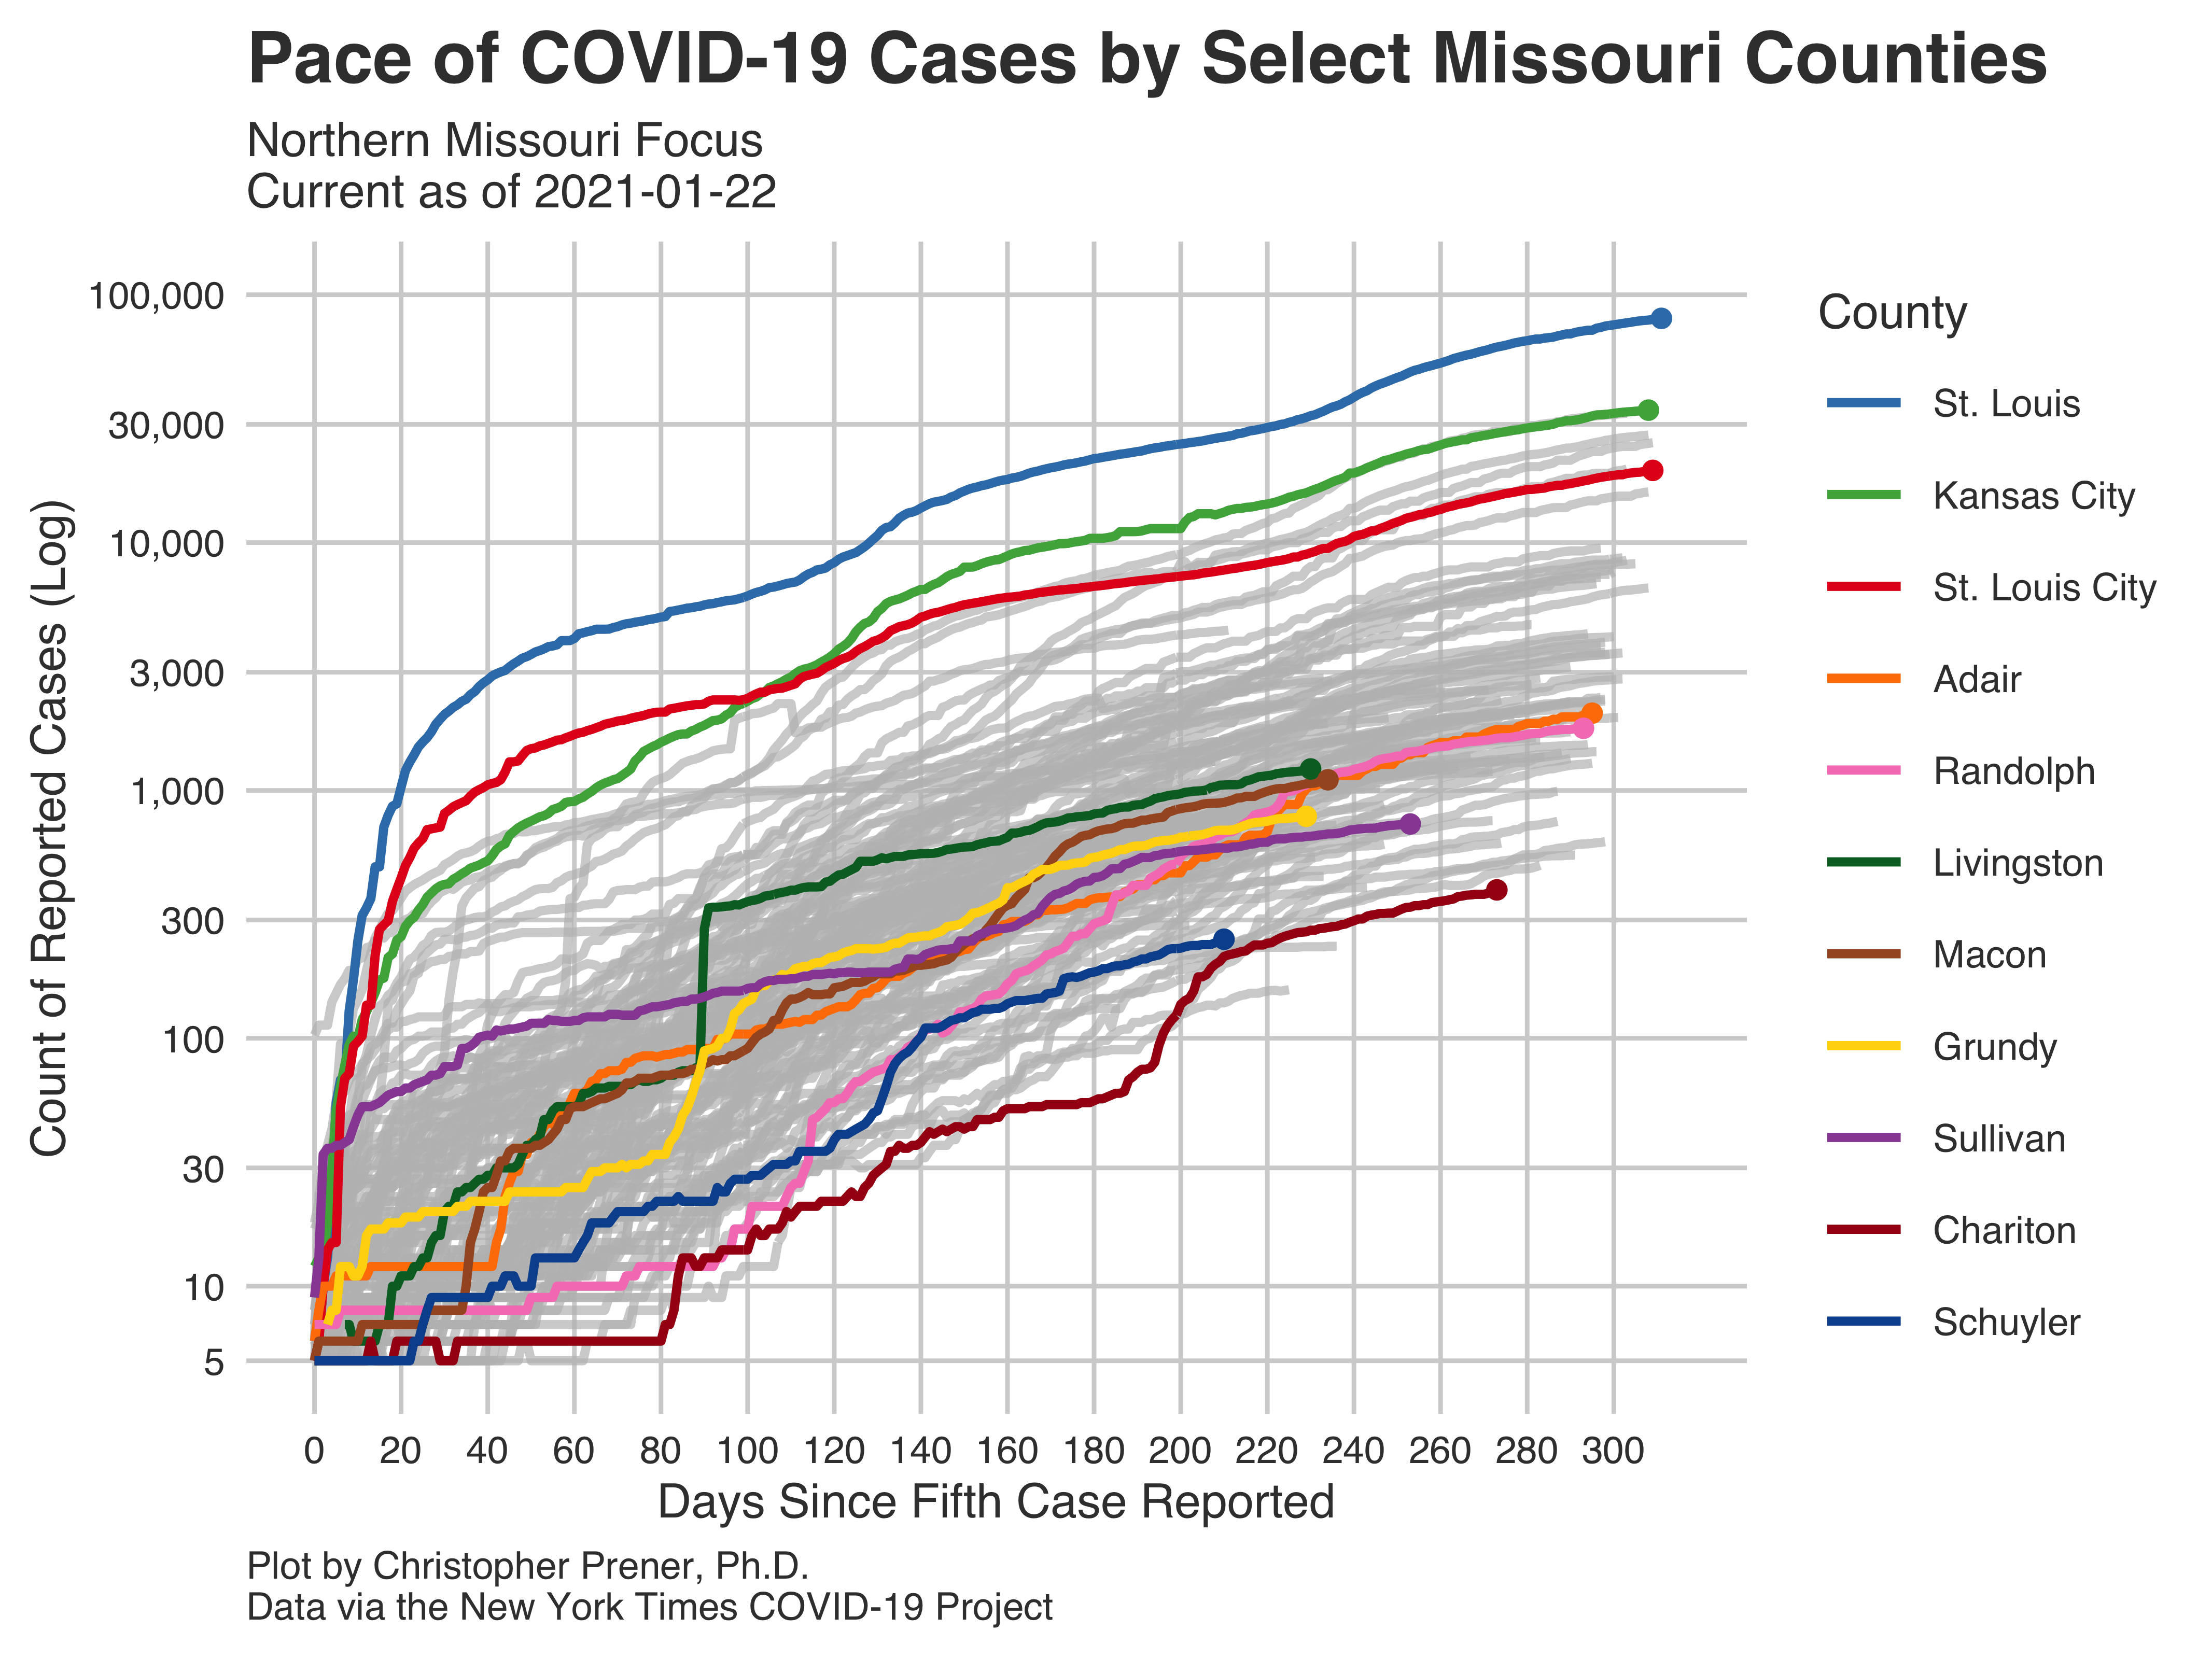 Pace of COVID-19 Cases by Select Missouri Counties
Northern Missouri Focus
Current as of 2021-01-22
Count of Reported Cases (Log)
100,000
30,000
10,000
3,000
1,000
300
100
30
10
5
0 20 40 60 80 100 120 140 160 180 200 220 240 260 280 300
Days Since Fifth Case Reported
County
St. Louis
Kansas City
St. Louis City
Adair
Randolph
Livingston
Macon
Grundy
Sullivan
Chariton
Schuyler
Plot by Christopher Prener, Ph.D.
Data via the New York Times COVID-19 Project